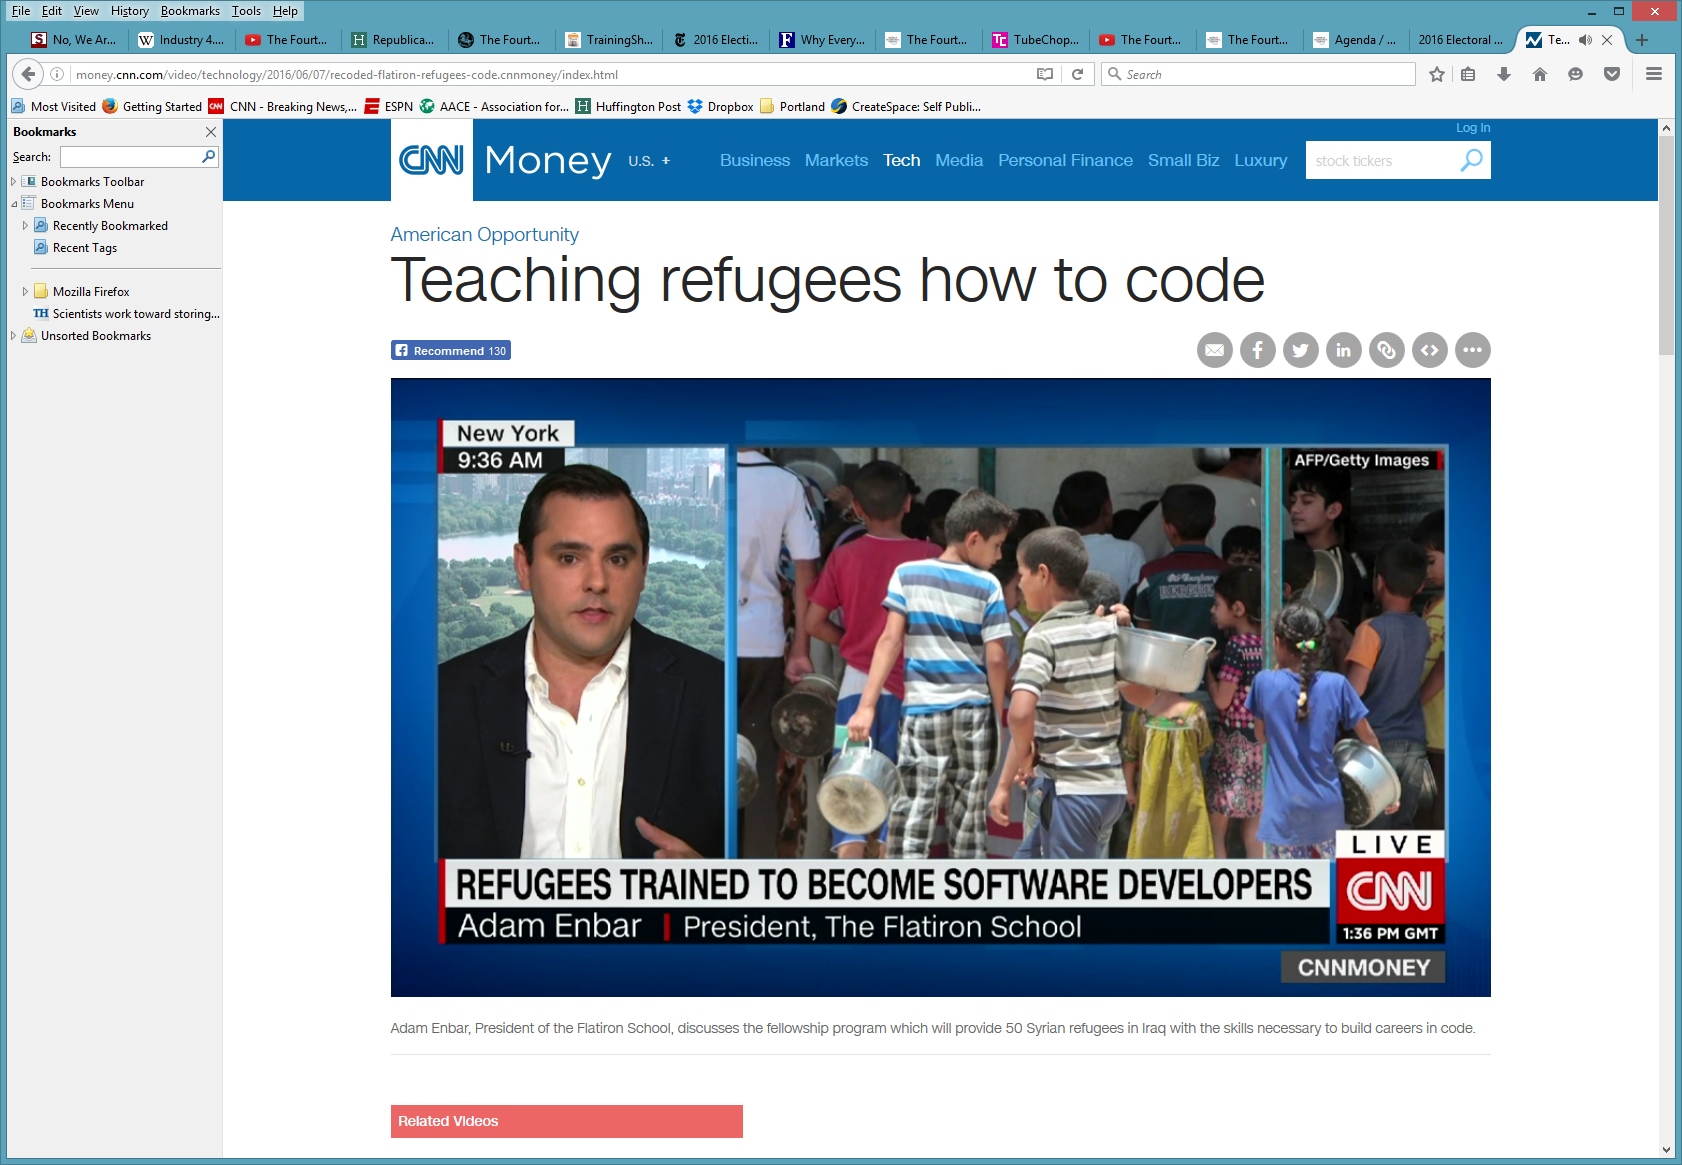 File Edit View History Bookmarks Tools Help
No, We Ar... Industry 4.... The Fourt... Republica... The Fourt... TrainingSh... 2016 Electi... Why Every... The Fourt... TubeChop... The Fourt... The Fourt... Agenda / ... 2016 Electoral ... Te...
money.cnn.com/video/technology/2016/06/07/recoded-flatiron-refugees-code.cnnmoney/index.html Search
Most Visited Getting Started CNN - Breaking News,... ESPN AACE - Association for... Huffington Post Dropbox Portland CreateSpace: Self Publi...
Bookmarks
Search:
Bookmarks Toolbar
Bookmarks Menu
Recently Bookmarked
Recent Tags
Mozilla Firefox
TH Scientists work toward storing...
Unsorted Bookmarks
Log In
CNN Money U.S. + Business Markets Tech Media Personal Finance Small Biz Luxury stock tickers
American Opportunity
Teaching refugees how to code
Recommend 130
New York
9:36 AM
AFP/Getty Images
LIVE
REFUGEES TRAINED TO BECOME SOFTWARE DEVELOPERS
CNN
Adam Enbar President, The Flatiron School
1:36 PM GMT
CNNMONEY
Adam Enbar, President of the Flatiron School, discusses the fellowship program which will provide 50 Syrian refugees in Iraq with the skills necessary to build careers in code.
Related Videos